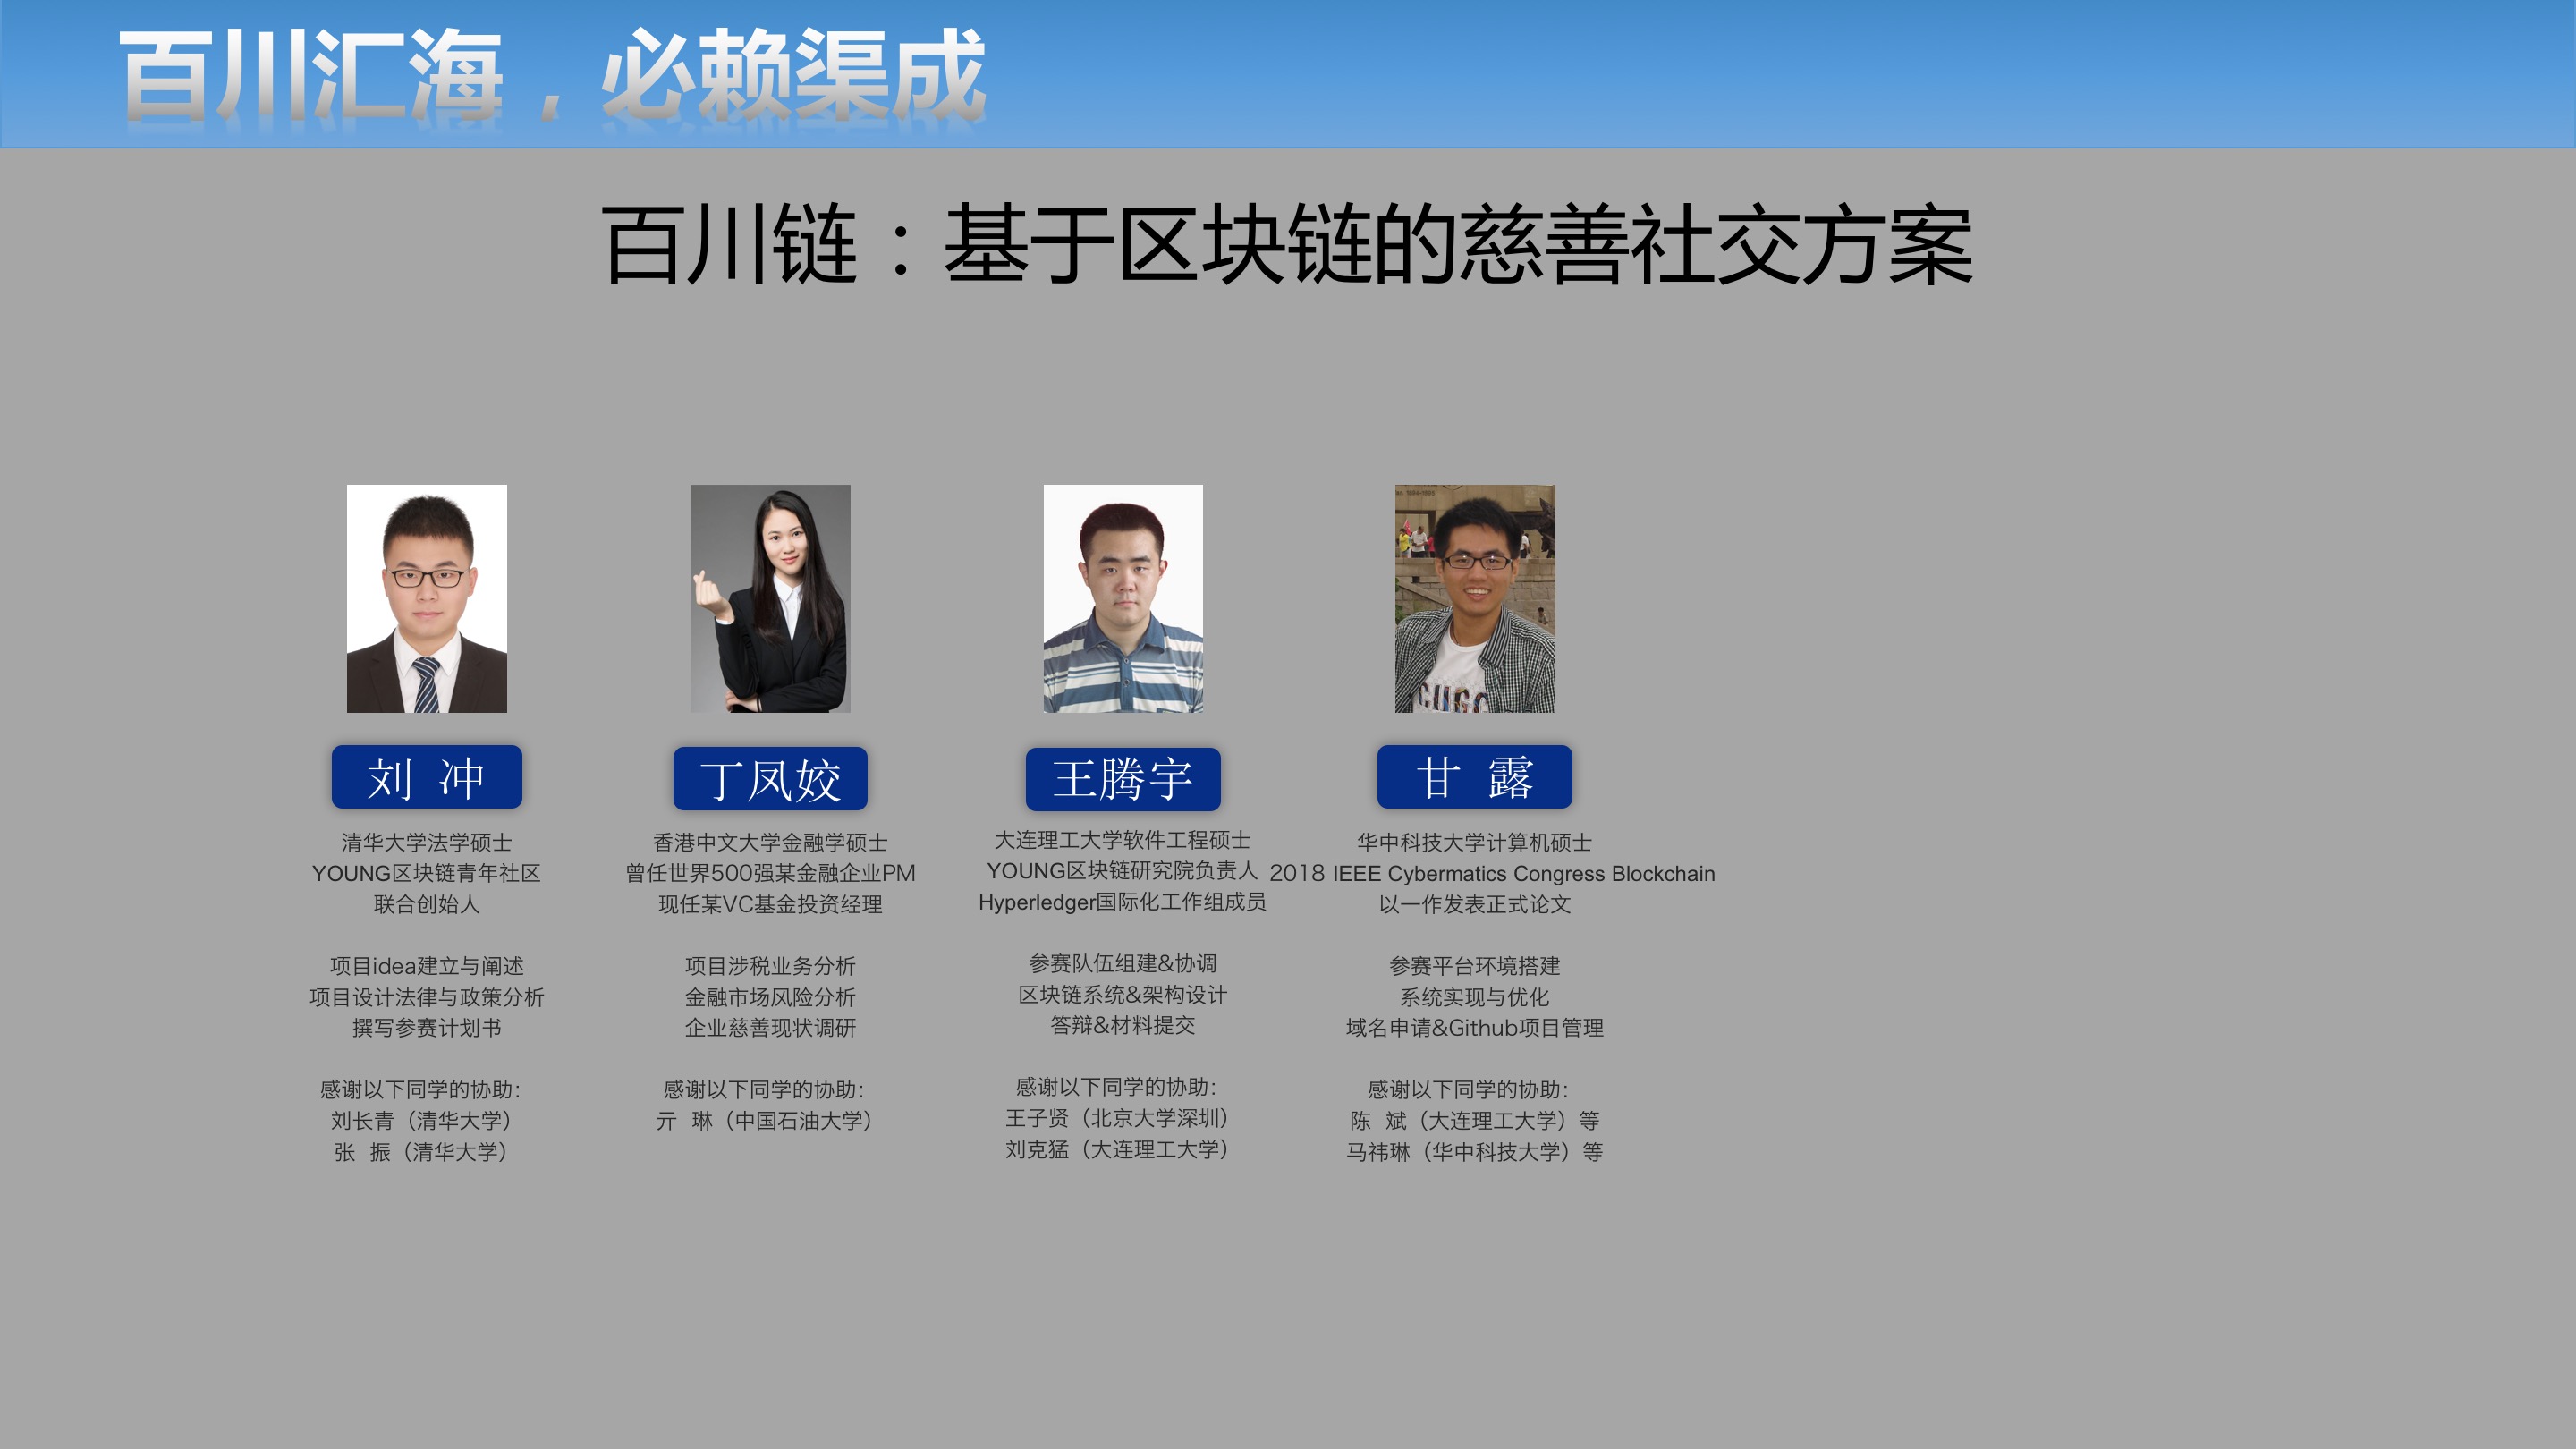 百川汇海，必赖渠成
百川链：基于区块链的慈善社交方案
刘 冲
清华大学法学硕士
YOUNG区块链青年社区
联合创始人
项目idea建立与阐述
项目设计法律与政策分析
撰写参赛计划书
感谢以下同学的协助：
刘长青（清华大学）
张 振（清华大学）
丁凤姣
香港中文大学金融学硕士
曾任世界500强某金融企业PM
现任某VC基金投资经理
项目涉税业务分析
金融市场风险分析
企业慈善现状调研
感谢以下同学的协助：
亓 琳（中国石油大学）
王腾宇
大连理工大学软件工程硕士
YOUNG区块链研究院负责人
Hyperledger国际化工作组成员
参赛队伍组建&协调
区块链系统&架构设计
答辩&材料提交
感谢以下同学的协助：
王子贤（北京大学深圳）
刘克猛（大连理工大学）
甘 露
华中科技大学计算机硕士
2018 IEEE Cybermatics Congress Blockchain
以一作发表正式论文
参赛平台环境搭建
系统实现与优化
域名申请&Github项目管理
感谢以下同学的协助：
陈 斌（大连理工大学）等
马祎琳（华中科技大学）等